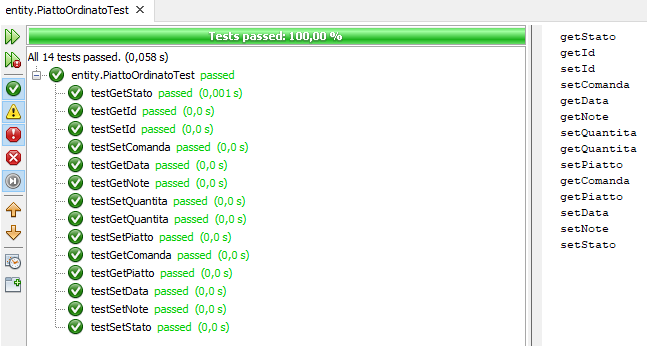 entity.PiattoOrdinatoTest ×
Tests passed: 100,00 %
All 14 tests passed. (0,058 s)
entity.PiattoOrdinatoTest passed
testGetStato passed (0,001 s)
testGetId passed (0,0 s)
testSetId passed (0,0 s)
testSetComanda passed (0,0 s)
testGetData passed (0,0 s)
testGetNote passed (0,0 s)
testSetQuantita passed (0,0 s)
testGetQuantita passed (0,0 s)
testSetPiatto passed (0,0 s)
testGetComanda passed (0,0 s)
testGetPiatto passed (0,0 s)
testSetData passed (0,0 s)
testSetNote passed (0,0 s)
testSetStato passed (0,0 s)
getStato
getId
setId
setComanda
getData
getNote
setQuantita
getQuantita
setPiatto
getComanda
getPiatto
setData
setNote
setStato